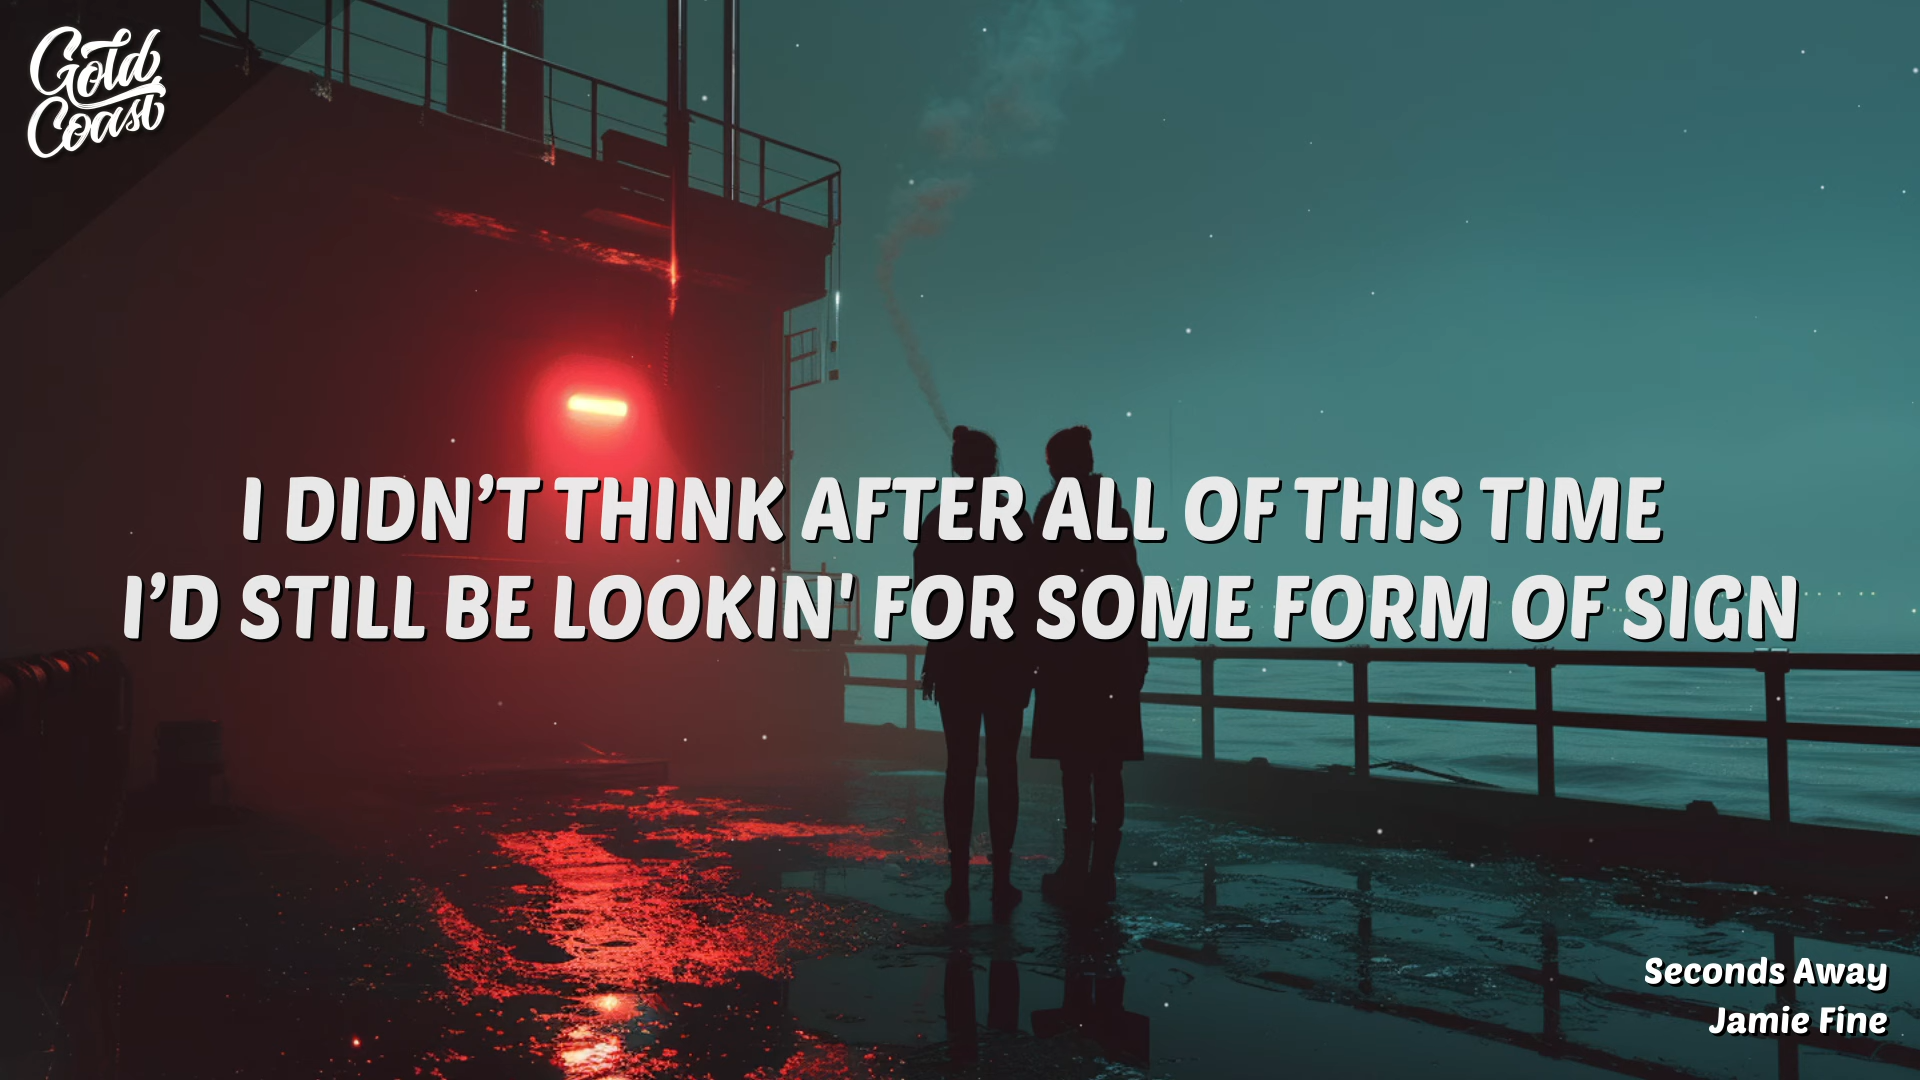 Gold
Coast
I DIDN’T THINK AFTER ALL OF THIS TIME
I’D STILL BE LOOKIN' FOR SOME FORM OF SIGN
Seconds Away
Jamie Fine